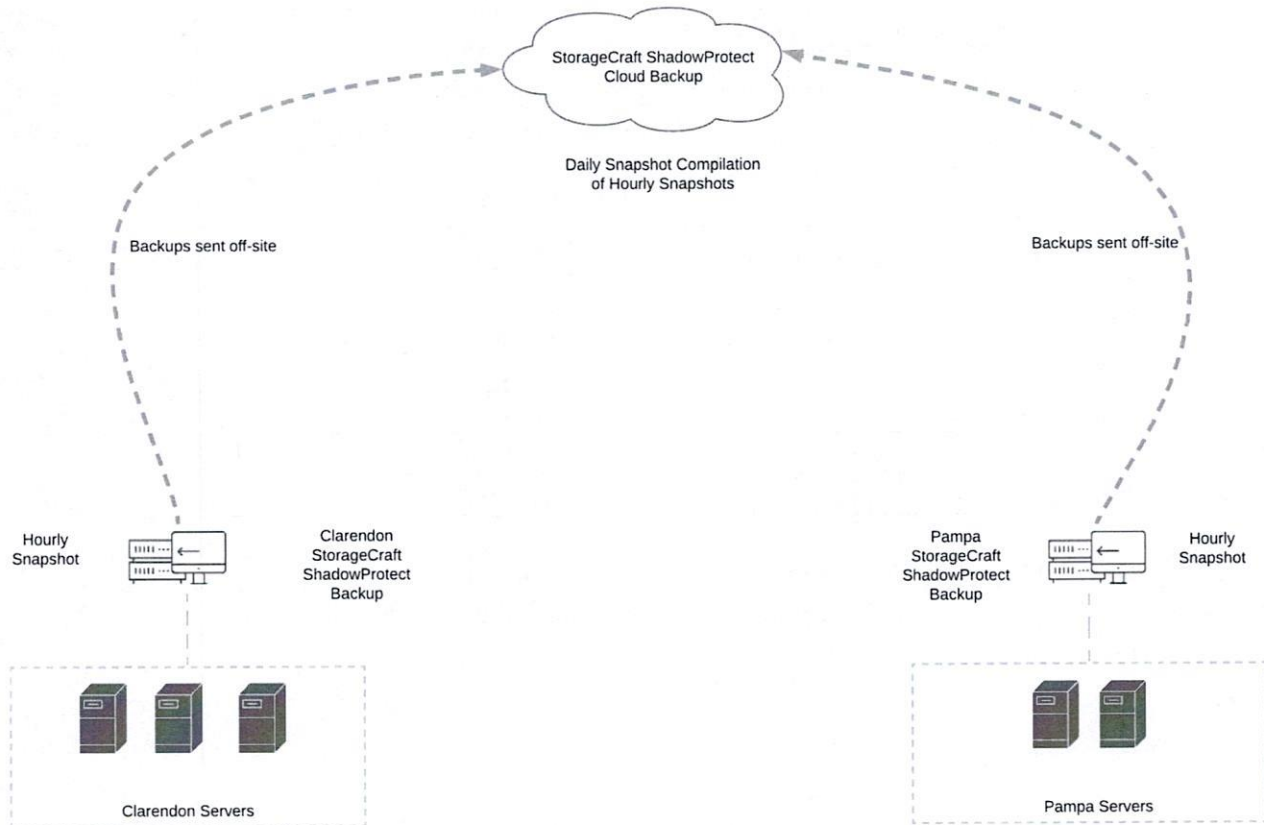 StorageCraft ShadowProtect
Cloud Backup
Daily Snapshot Compilation
of Hourly Snapshots
Backups sent off-site
Backups sent off-site
Hourly
Snapshot
Clarendon
StorageCraft
ShadowProtect
Backup
Pampa
StorageCraft
ShadowProtect
Backup
Hourly
Snapshot
Clarendon Servers
Pampa Servers